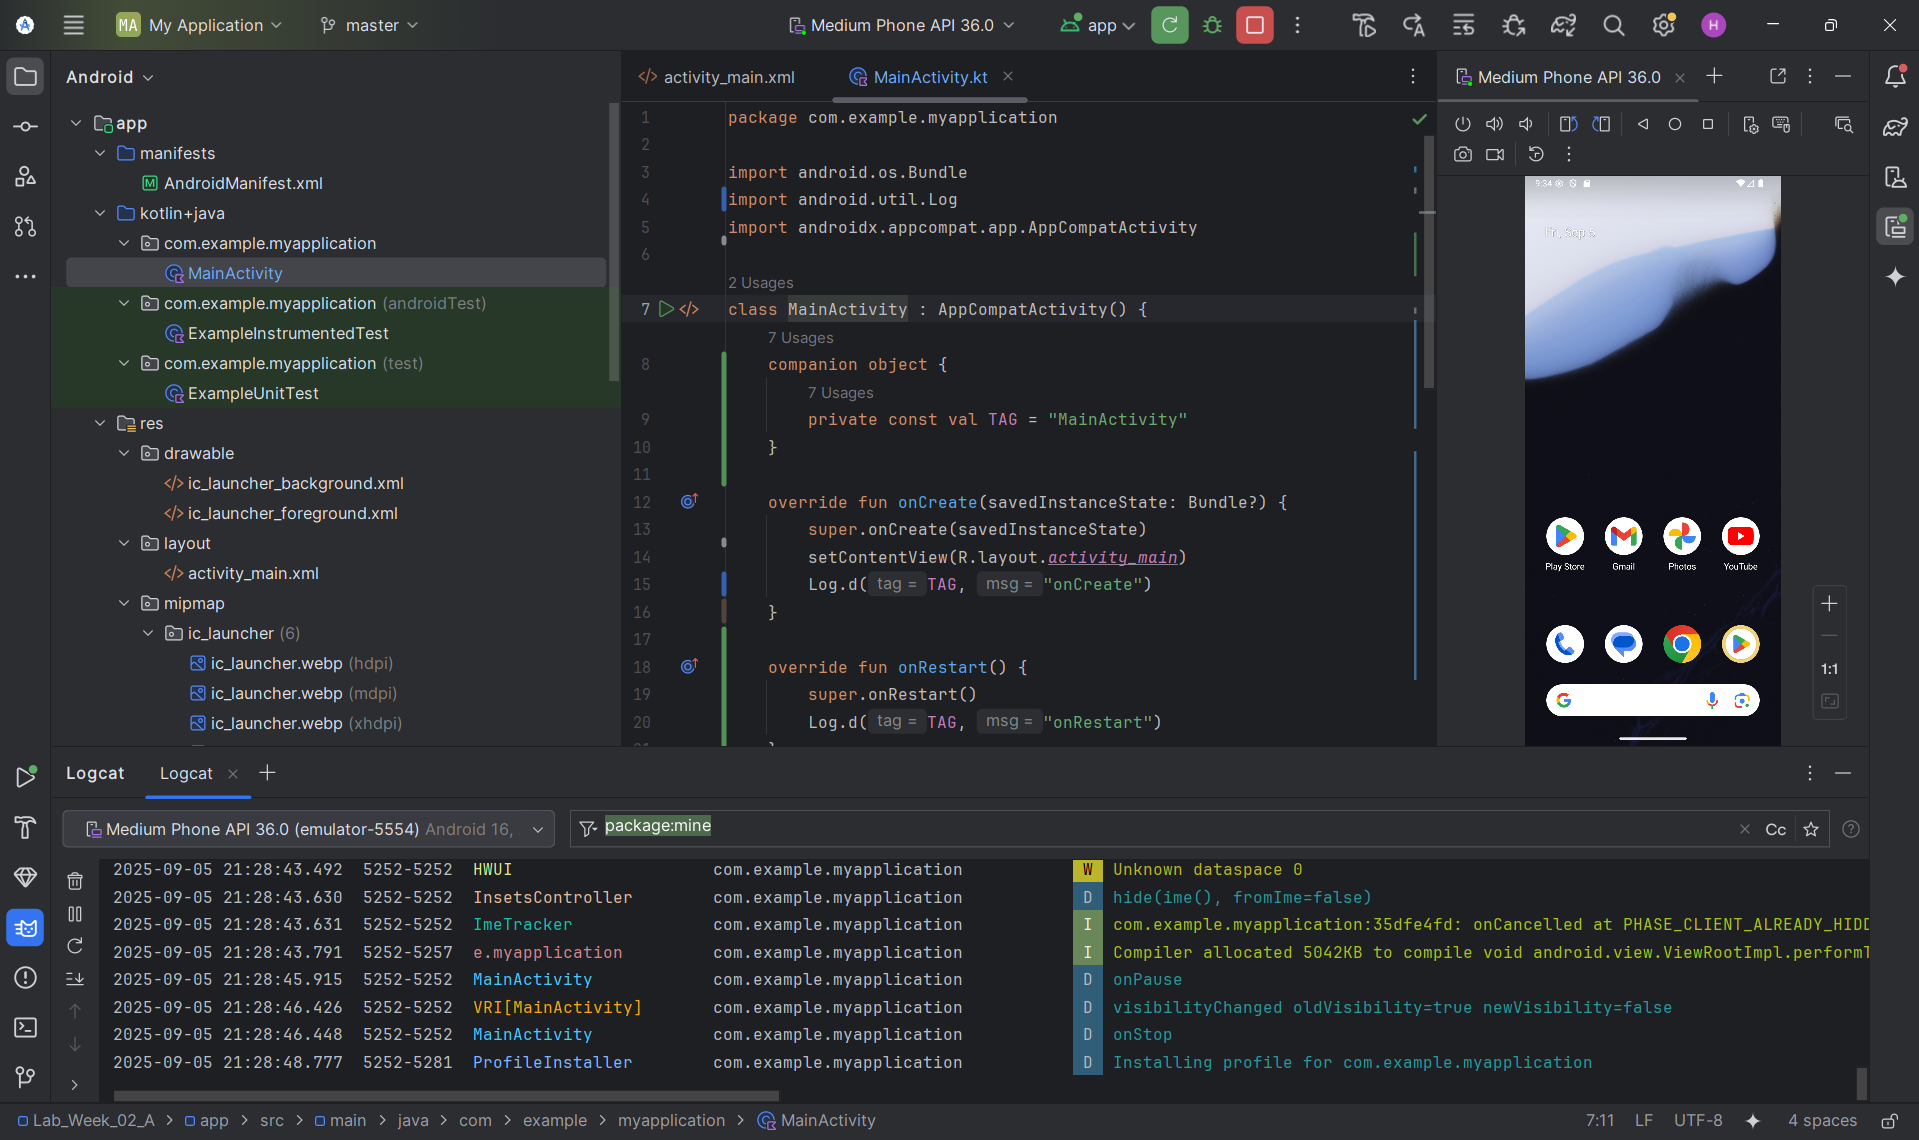 MA My Application
master
Medium Phone API 36.0
app
H
Android
app
manifests
AndroidManifest.xml
kotlin+java
com.example.myapplication
MainActivity
com.example.myapplication (androidTest)
ExampleInstrumentedTest
com.example.myapplication (test)
ExampleUnitTest
res
drawable
ic_launcher_background.xml
ic_launcher_foreground.xml
layout
activity_main.xml
mipmap
ic_launcher (6)
ic_launcher.webp (hdpi)
ic_launcher.webp (mdpi)
ic_launcher.webp (xhdpi)
activity_main.xml
MainActivity.kt
1 package com.example.myapplication
2
3 import android.os.Bundle
4 import android.util.Log
5 import androidx.appcompat.app.AppCompatActivity
6
2 Usages
7 class MainActivity : AppCompatActivity() {
7 Usages
8 companion object {
7 Usages
9 private const val TAG = "MainActivity"
10 }
11
12 override fun onCreate(savedInstanceState: Bundle?) {
13 super.onCreate(savedInstanceState)
14 setContentView(R.layout.activity_main)
15 Log.d( tag = TAG, msg = "onCreate")
16 }
17
18 override fun onRestart() {
19 super.onRestart()
20 Log.d( tag = TAG, msg = "onRestart")
Medium Phone API 36.0
9:34
Fri, Sep 5
Play Store
Gmail
Photos
YouTube
1:1
Logcat
Logcat
Medium Phone API 36.0 (emulator-5554) Android 16,
package:mine
Cc
2025-09-05 21:28:43.492 5252-5252 HWUI com.example.myapplication W Unknown dataspace 0
2025-09-05 21:28:43.630 5252-5252 InsetsController com.example.myapplication D hide(ime(), fromIme=false)
2025-09-05 21:28:43.631 5252-5252 ImeTracker com.example.myapplication I com.example.myapplication:35dfe4fd: onCancelled at PHASE_CLIENT_ALREADY_HIDD
2025-09-05 21:28:43.791 5252-5257 e.myapplication com.example.myapplication I Compiler allocated 5042KB to compile void android.view.ViewRootImpl.performT
2025-09-05 21:28:45.915 5252-5252 MainActivity com.example.myapplication D onPause
2025-09-05 21:28:46.426 5252-5252 VRI[MainActivity] com.example.myapplication D visibilityChanged oldVisibility=true newVisibility=false
2025-09-05 21:28:46.448 5252-5252 MainActivity com.example.myapplication D onStop
2025-09-05 21:28:48.777 5252-5281 ProfileInstaller com.example.myapplication D Installing profile for com.example.myapplication
Lab_Week_02_A > app > src > main > java > com > example > myapplication > MainActivity
7:11 LF UTF-8 4 spaces